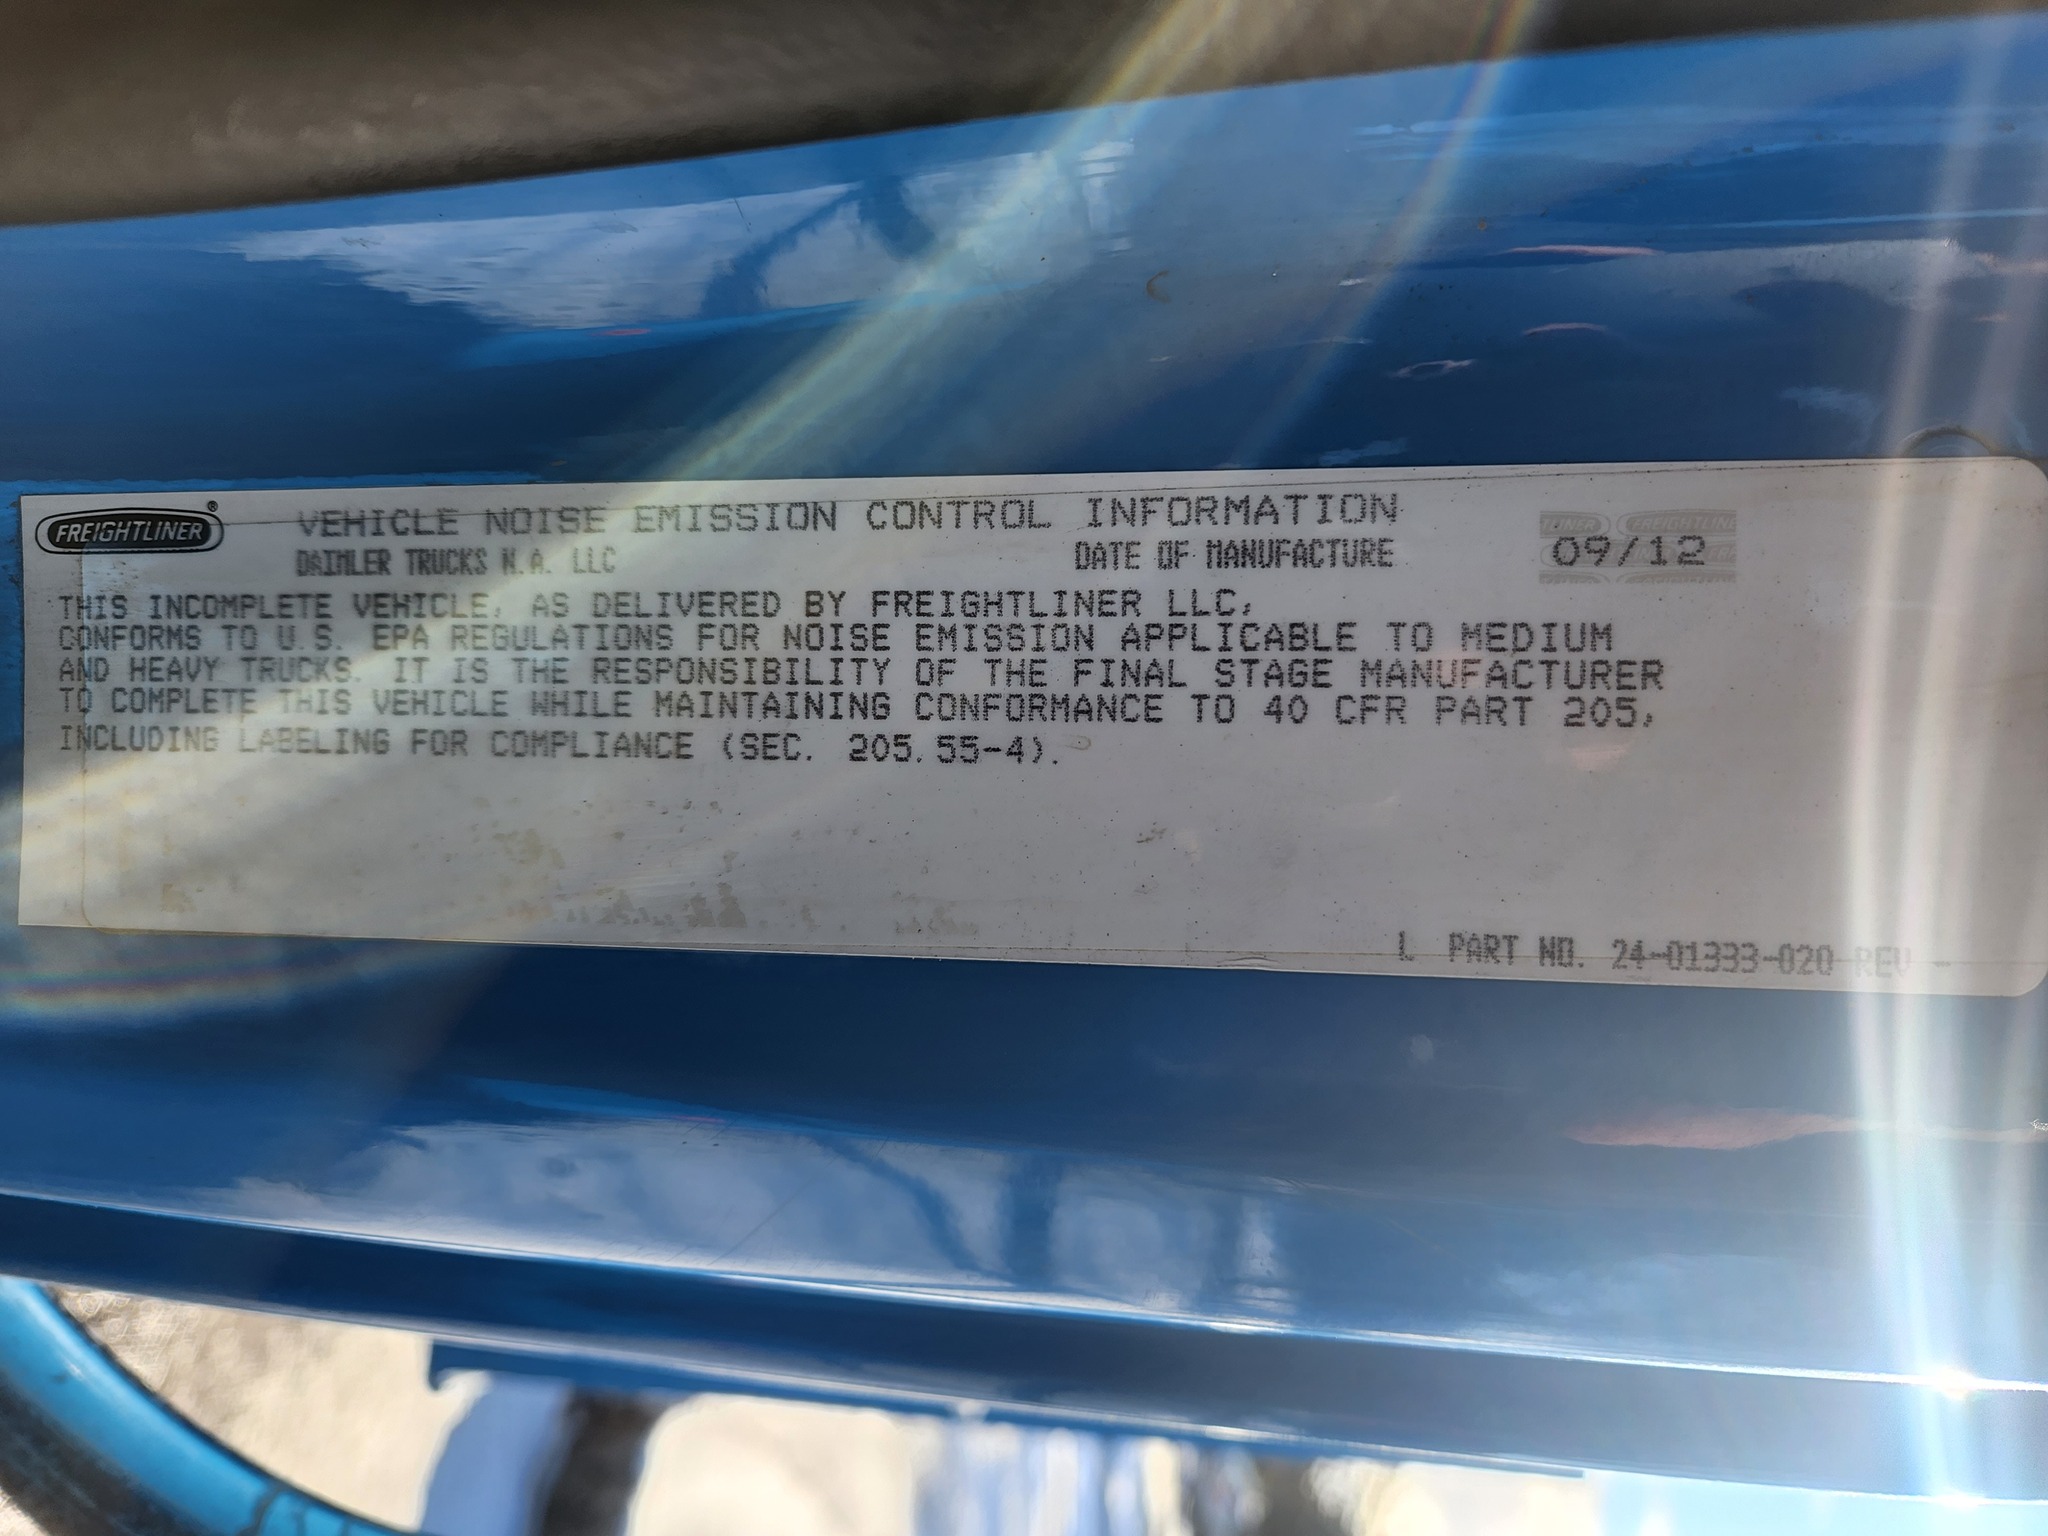 FREIGHTLINER® VEHICLE NOISE EMISSION CONTROL INFORMATION
DAIMLER TRUCKS N.A. LLC DATE OF MANUFACTURE 09/12
THIS INCOMPLETE VEHICLE, AS DELIVERED BY FREIGHTLINER LLC,
CONFORMS TO U.S. EPA REGULATIONS FOR NOISE EMISSION APPLICABLE TO MEDIUM
AND HEAVY TRUCKS. IT IS THE RESPONSIBILITY OF THE FINAL STAGE MANUFACTURER
TO COMPLETE THIS VEHICLE WHILE MAINTAINING CONFORMANCE TO 40 CFR PART 205,
INCLUDING LABELING FOR COMPLIANCE (SEC. 205.55-4).
L PART NO. 24-01333-020 REV -